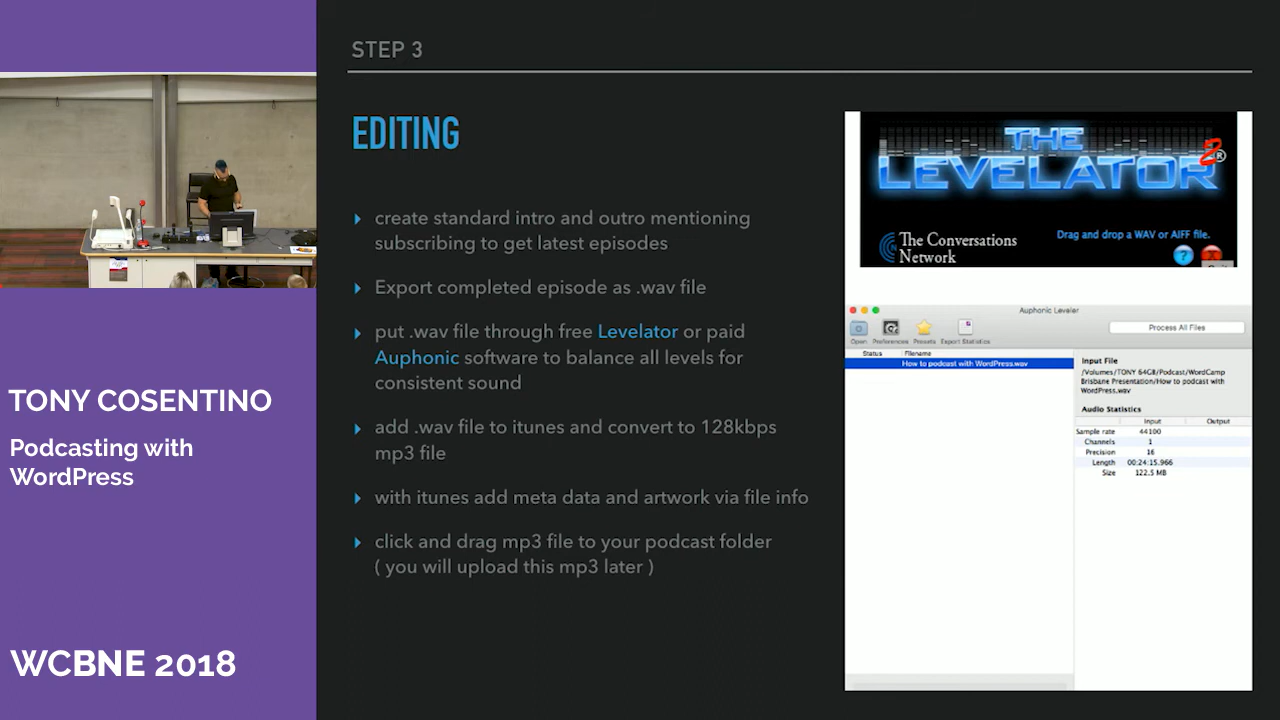 TONY COSENTINO
Podcasting with
WordPress
WCBNE 2018
STEP 3
EDITING
create standard intro and outro mentioning
subscribing to get latest episodes
Export completed episode as .wav file
put .wav file through free Levelator or paid
Auphonic software to balance all levels for
consistent sound
add .wav file to itunes and convert to 128kbps
mp3 file
with itunes add meta data and artwork via file info
click and drag mp3 file to your podcast folder
( you will upload this mp3 later )
THE
LEVELATOR 2 ®
Drag and drop a WAV or AIFF file.
The Conversations
Network
?
Auphonic Leveler
Open Preferences Presets Export Statistics
Process All Files
Status Filename
How to podcast with WordPress.wav
Input File
/Volumes/TONY 64GB/Podcast/WordCamp
Brisbane Presentation/How to podcast with
WordPress.wav
Audio Statistics
Input Output
Sample rate 44100
Channels 1
Precision 16
Length 00:24:15.966
Size 122.5 MB